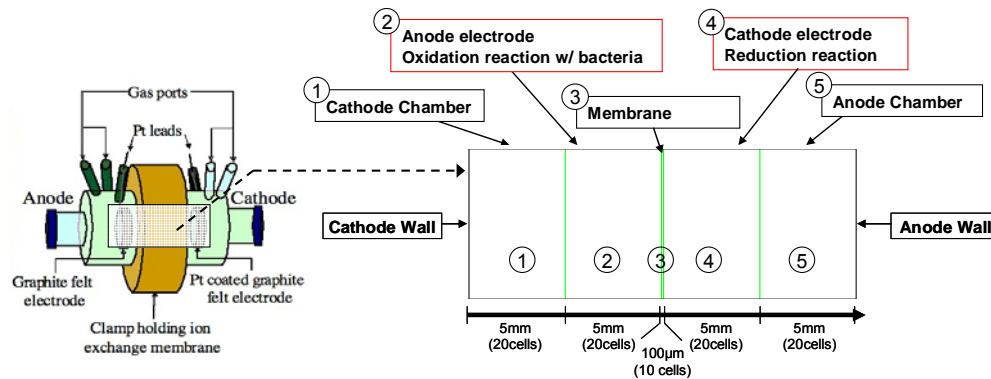 Gas ports
Pt leads
Anode
Cathode
Graphite felt
electrode
Pt coated graphite
felt electrode
Clamp holding ion
exchange membrane
② Anode electrode
Oxidation reaction w/ bacteria
④ Cathode electrode
Reduction reaction
① Cathode Chamber
③ Membrane
⑤ Anode Chamber
Cathode Wall
Anode Wall
① ② ③ ④ ⑤
5mm 5mm 5mm 5mm
(20cells) (20cells) (20cells) (20cells)
100μm
(10 cells)